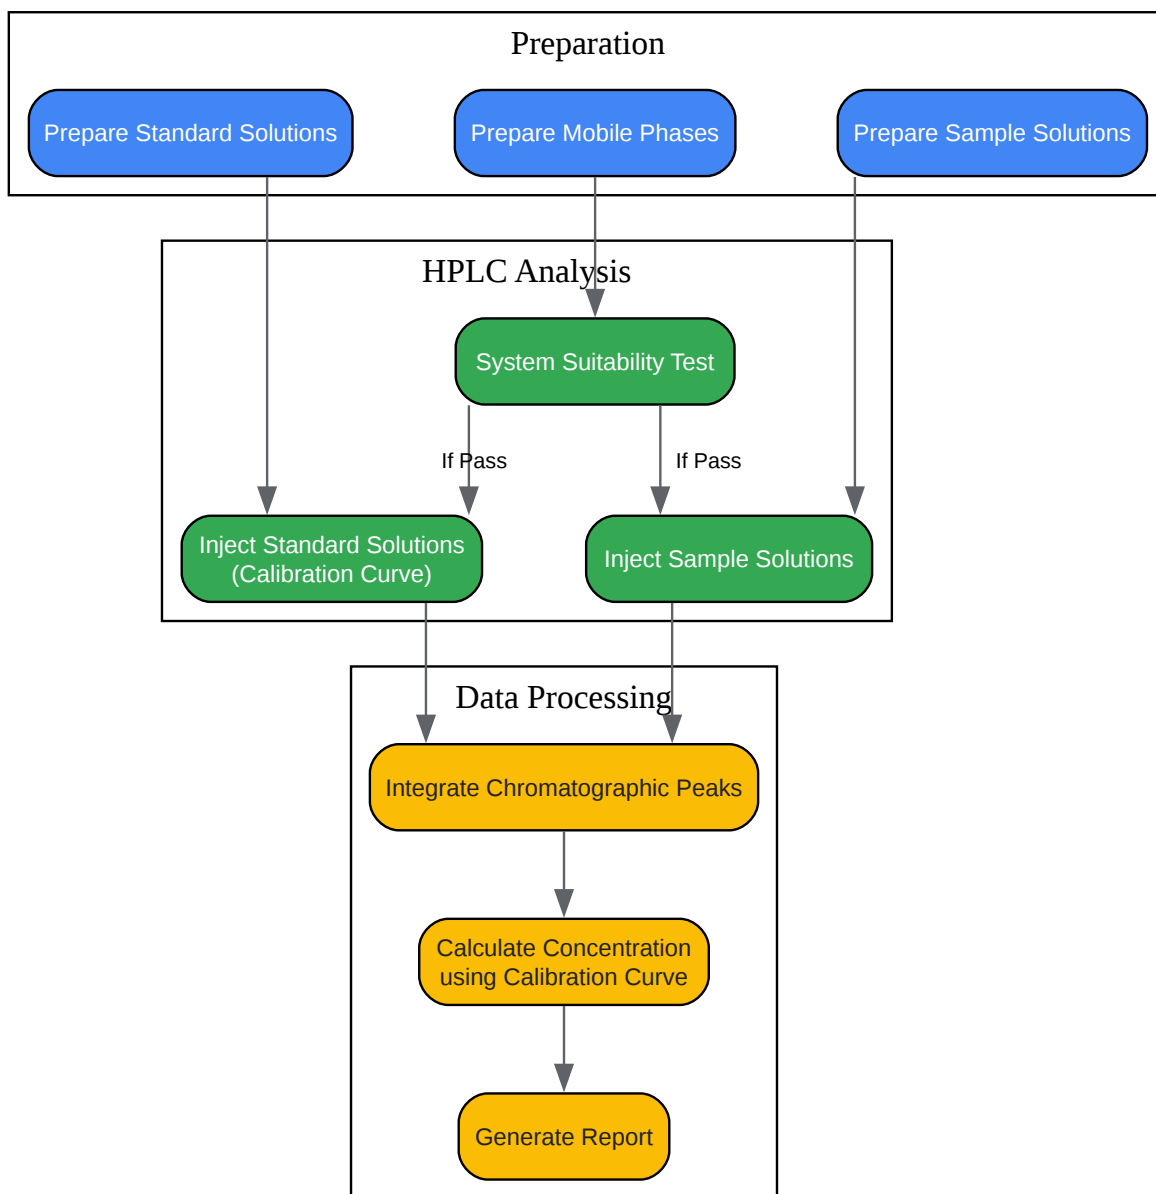 Preparation
Prepare Standard Solutions
Prepare Mobile Phases
Prepare Sample Solutions
HPLC Analysis
System Suitability Test
If Pass
If Pass
Inject Standard Solutions
(Calibration Curve)
Inject Sample Solutions
Data Processing
Integrate Chromatographic Peaks
Calculate Concentration
using Calibration Curve
Generate Report